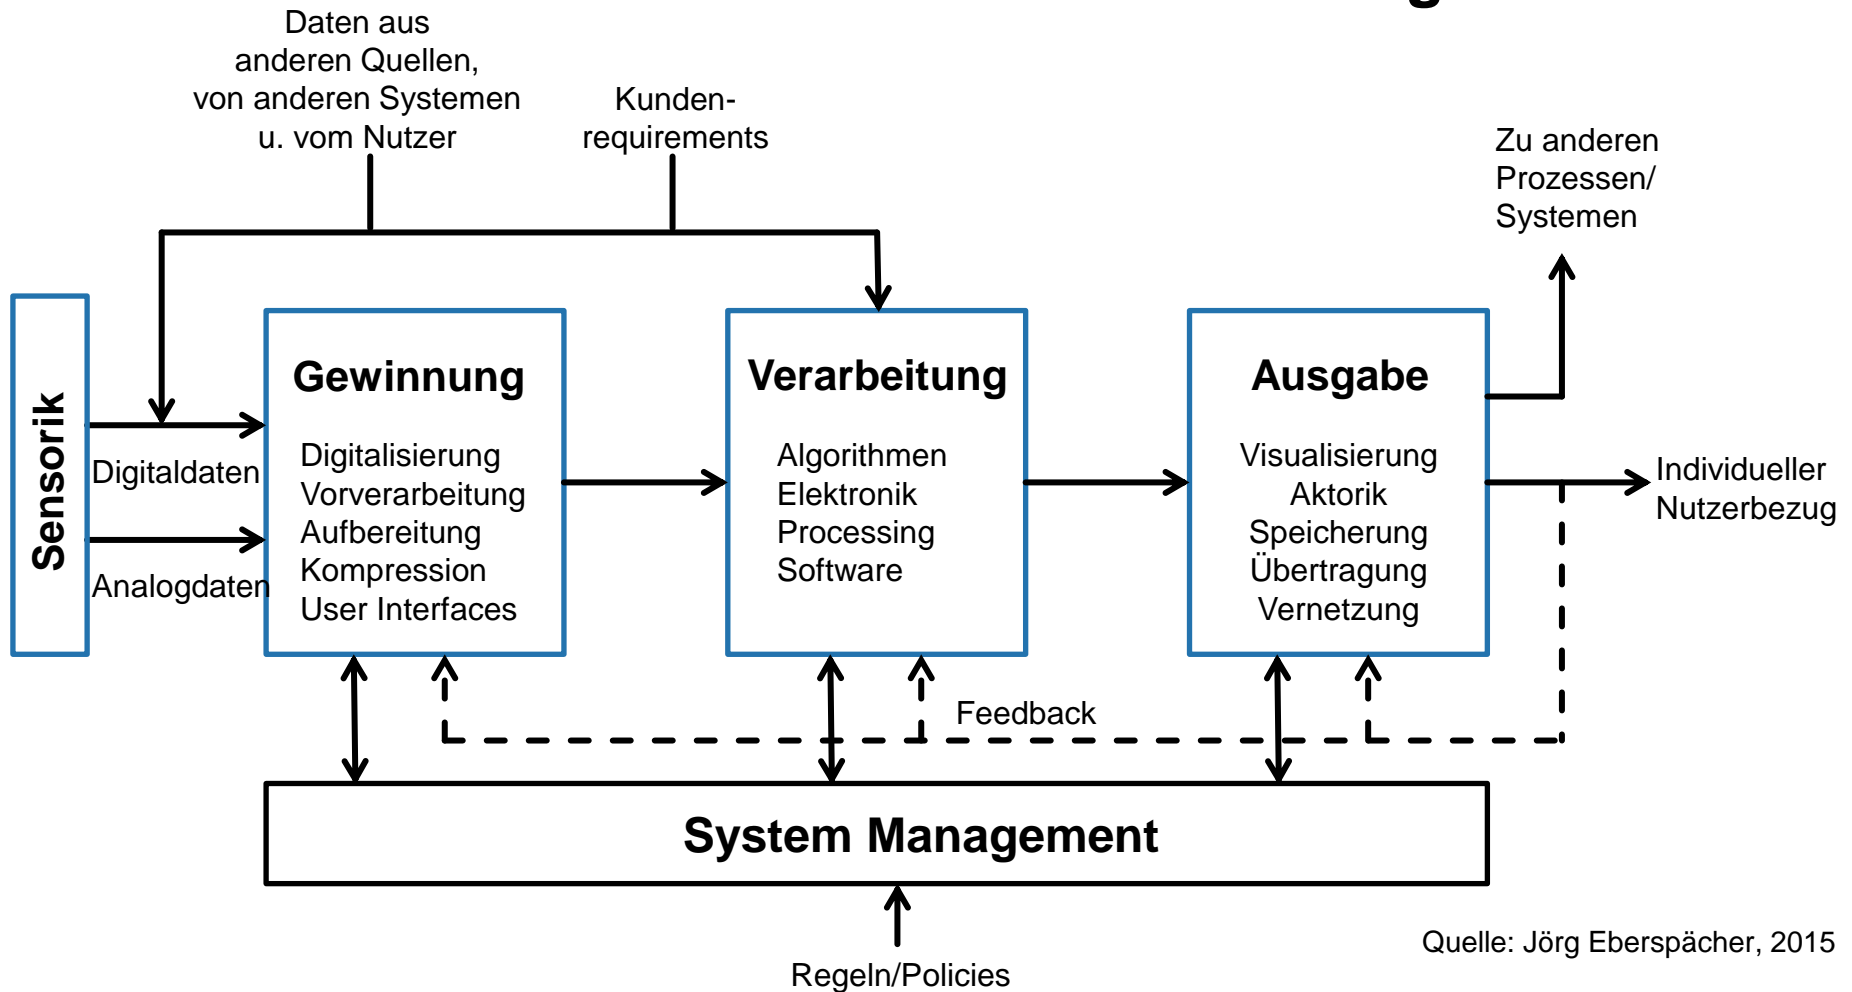 Daten aus
anderen Quellen,
von anderen Systemen
u. vom Nutzer
Kunden-
requirements
Zu anderen
Prozessen/
Systemen
Sensorik
Digitaldaten
Analogdaten
Gewinnung
Digitalisierung
Vorverarbeitung
Aufbereitung
Kompression
User Interfaces
Verarbeitung
Algorithmen
Elektronik
Processing
Software
Ausgabe
Visualisierung
Aktorik
Speicherung
Übertragung
Vernetzung
Individueller
Nutzerbezug
Feedback
System Management
Regeln/Policies
Quelle: Jörg Eberspächer, 2015